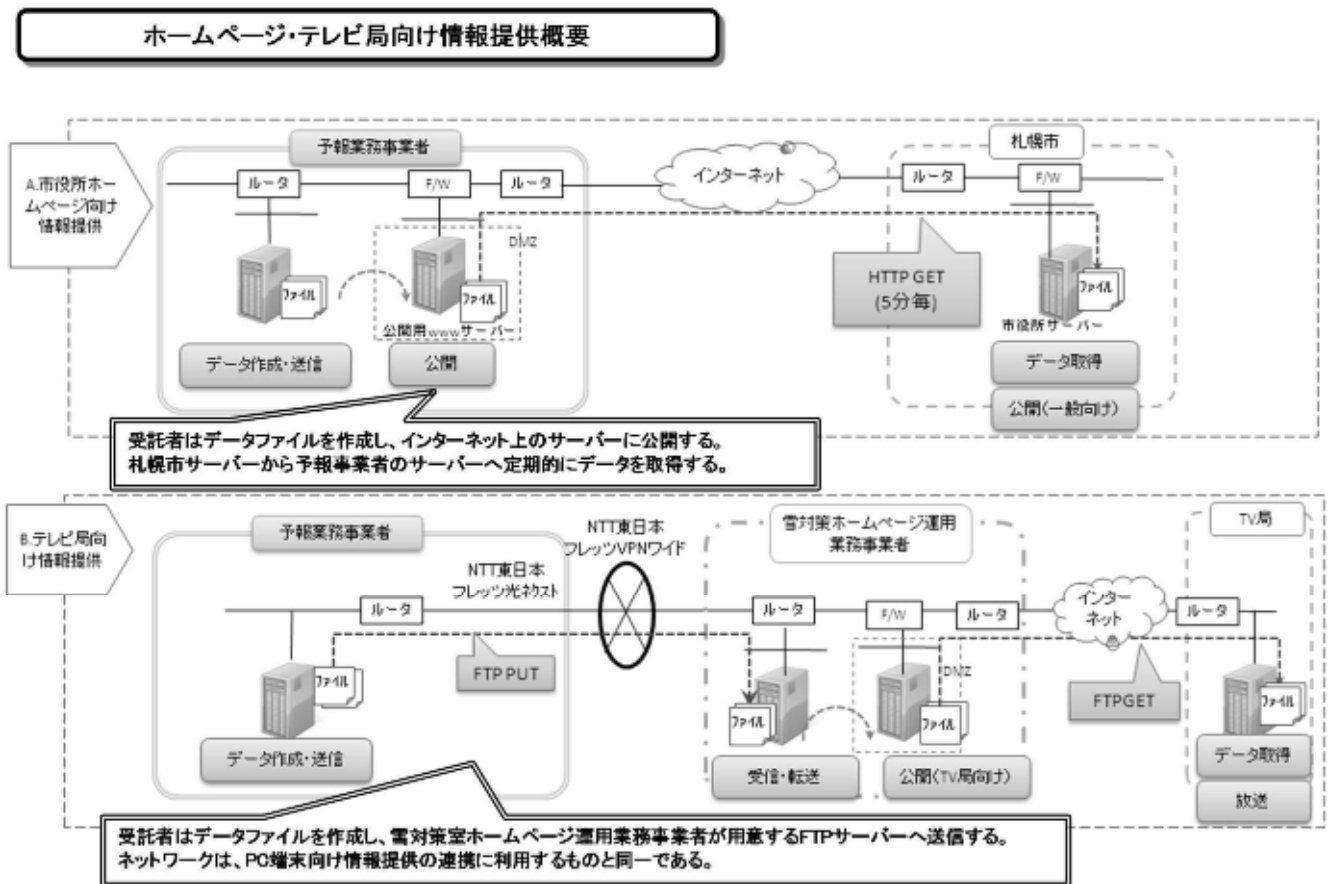 ホームページ・テレビ局向け情報提供概要
A.市役所ホー
ムページ向け
情報提供
予報業務事業者
ルータ
F/W
ルータ
インターネット
札幌市
ルータ
F/W
DMZ
ファイル
ファイル
公開用wwwサーバー
HTTP GET
(5分毎)
ファイル
市役所サーバー
データ作成・送信
公開
データ取得
公開(一般向け)
受託者はデータファイルを作成し、インターネット上のサーバーに公開する。
札幌市サーバーから予報事業者のサーバーへ定期的にデータを取得する。
B.テレビ局向
け情報提供
予報業務事業者
NTT東日本
フレッツVPNワイド
NTT東日本
フレッツ光ネクスト
雪対策ホームページ運用
業務事業者
TV局
ルータ
ルータ
F/W
ルータ
インター
ネット
ルータ
ファイル
FTP PUT
ファイル
DMZ
ファイル
FTPGET
ファイル
データ作成・送信
受信・転送
公開(TV局向け)
データ取得
放送
受託者はデータファイルを作成し、雪対策室ホームページ運用業務事業者が用意するFTPサーバーへ送信する。
ネットワークは、PC端末向け情報提供の連携に利用するものと同一である。